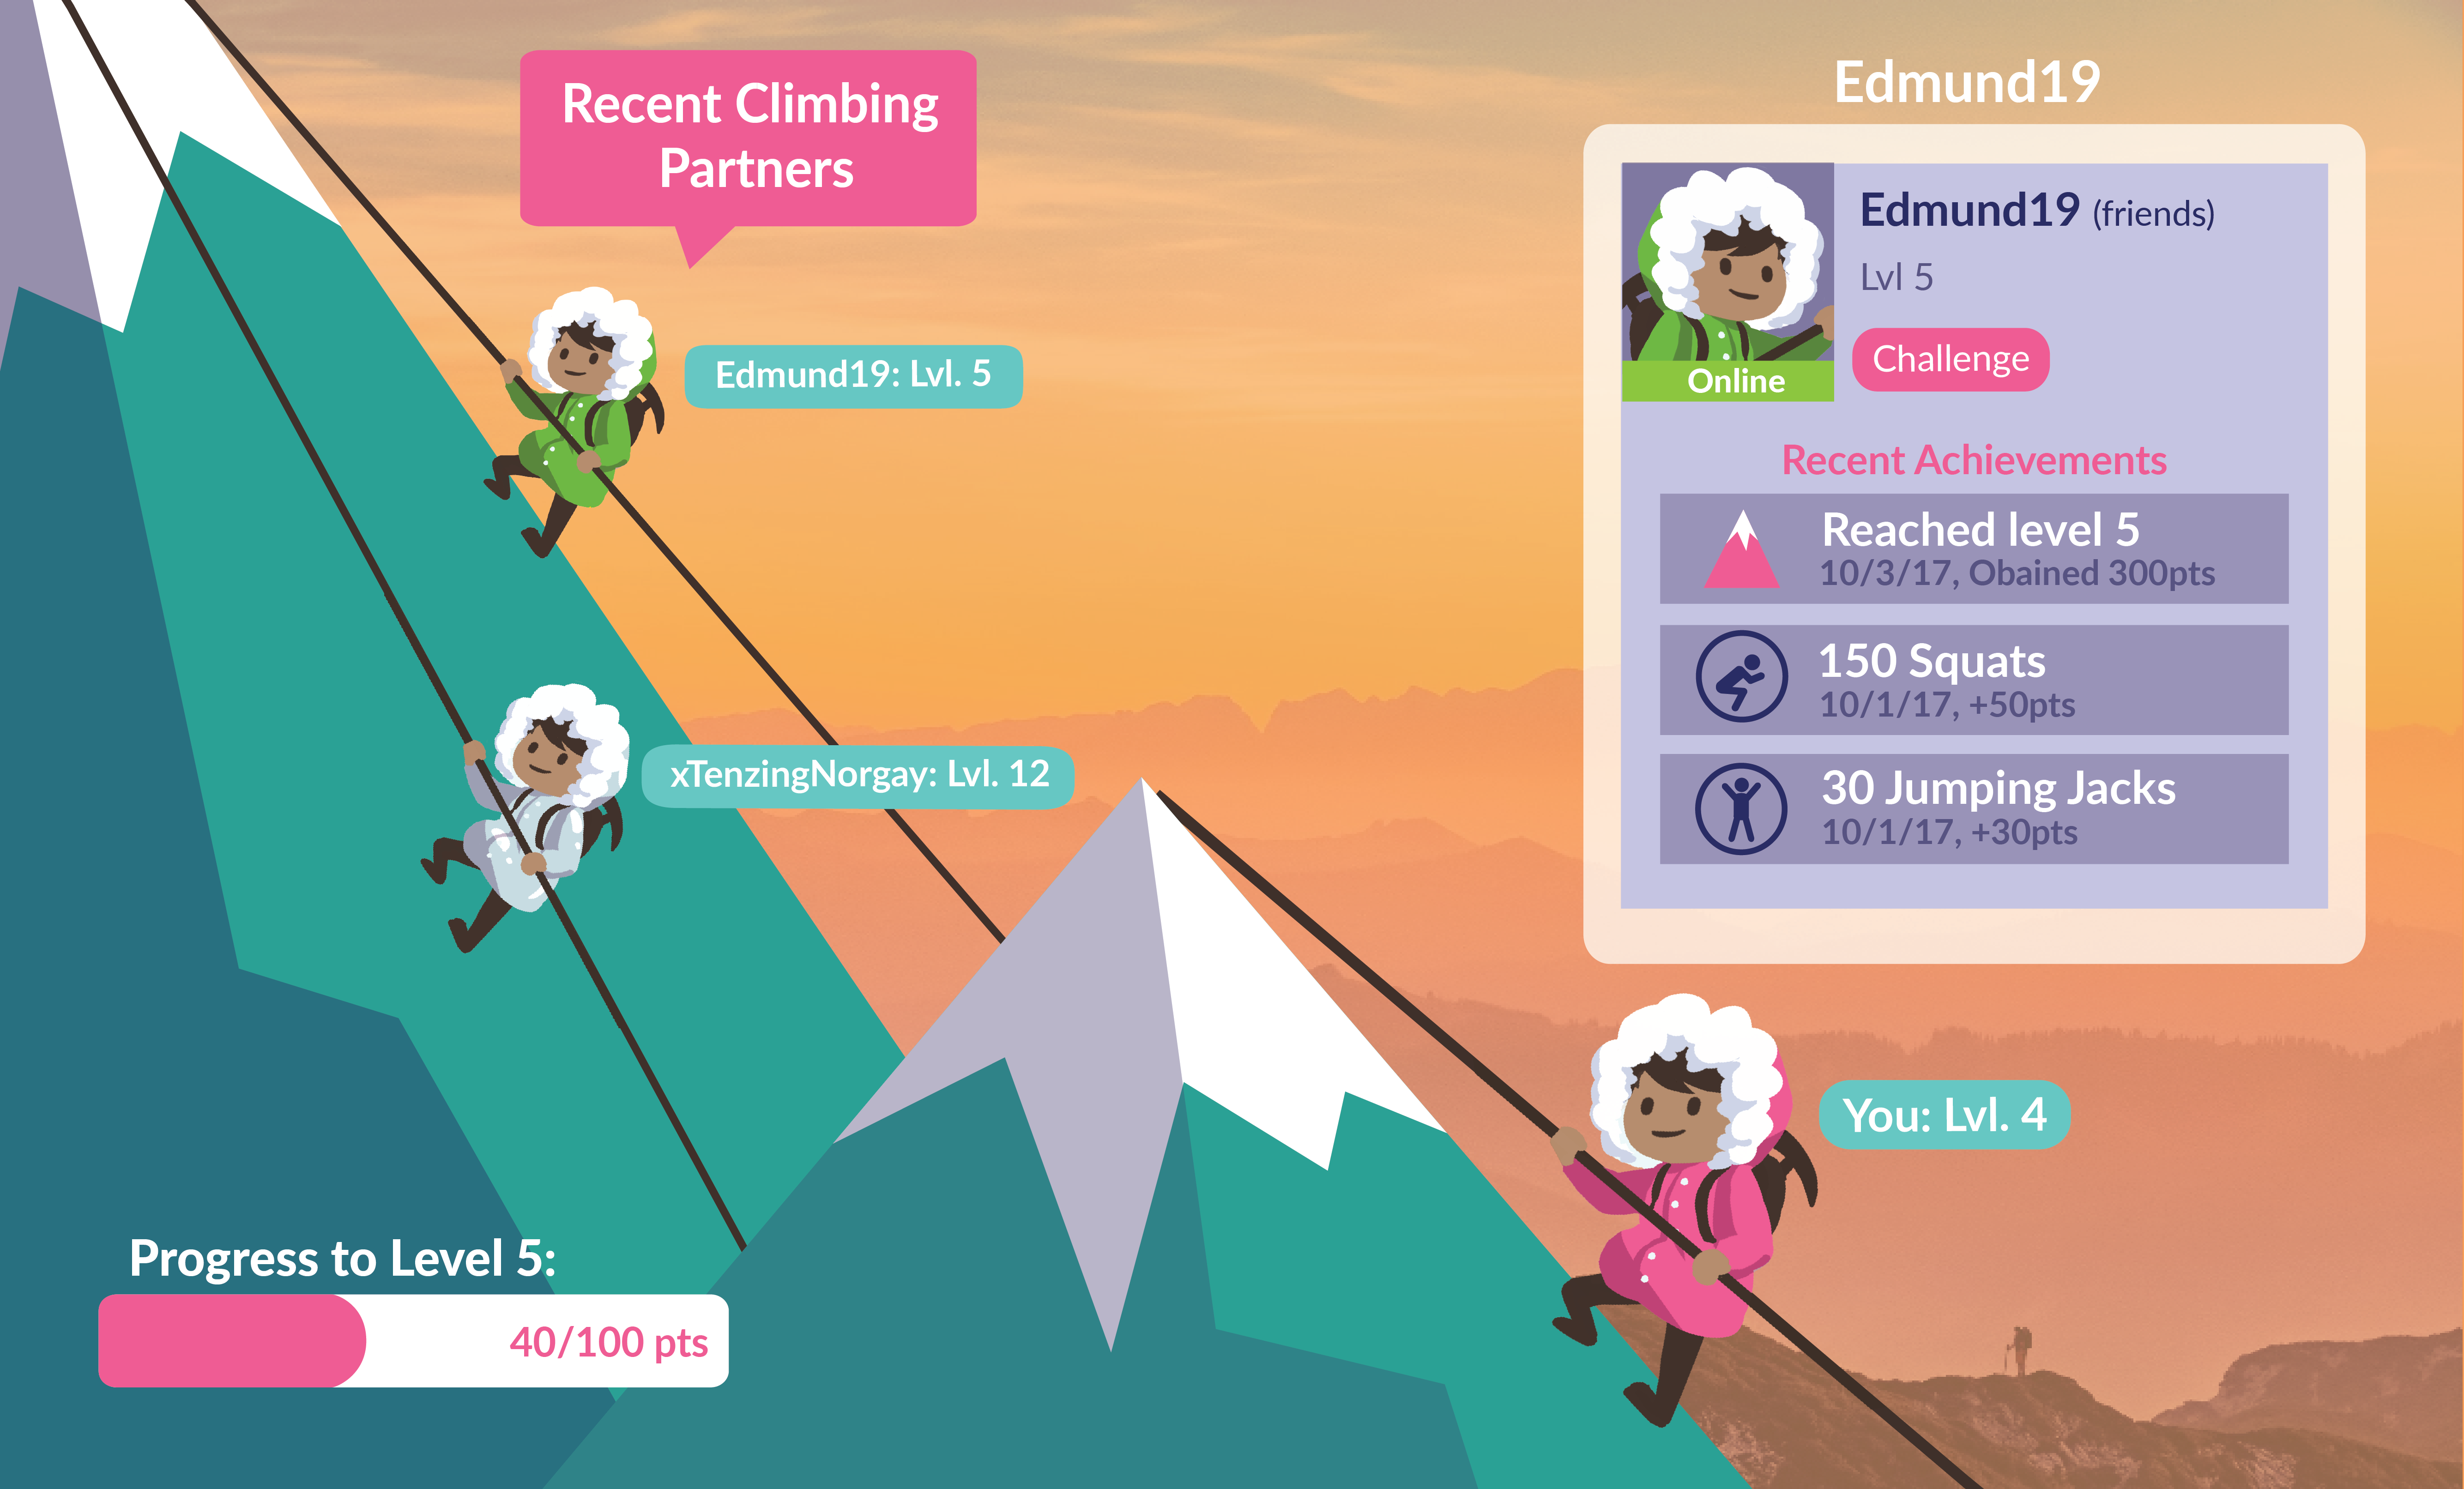 Recent Climbing
Partners
Edmund19: Lvl. 5
xTenzingNorgay: Lvl. 12
Progress to Level 5:
40/100 pts
Edmund19
Edmund19 (friends)
Lvl 5
Challenge
Online
Recent Achievements
Reached level 5
10/3/17, Obained 300pts
150 Squats
10/1/17, +50pts
30 Jumping Jacks
10/1/17, +30pts
You: Lvl. 4